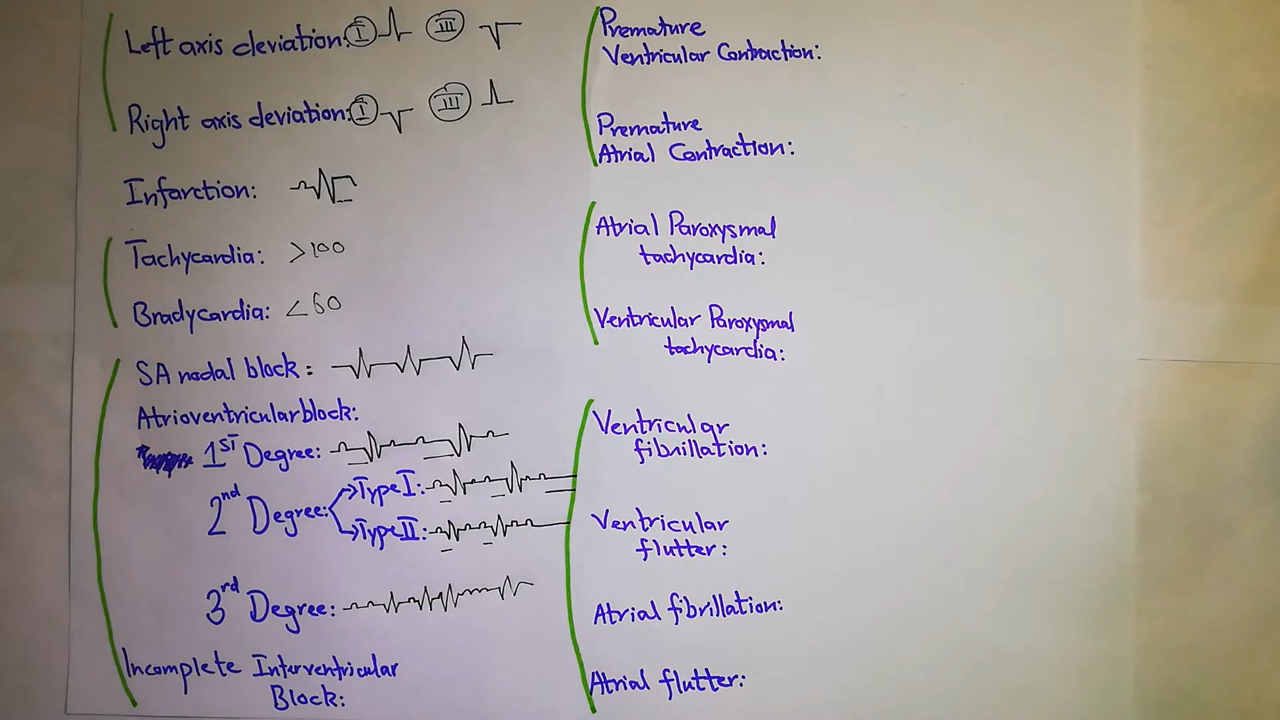 Left axis deviation: I III
Right axis deviation: I III
Infarction:
Tachycardia: >100
Bradycardia: <60
SA nodal block:
Atrioventricular block:
1ST Degree:
2nd Degree:
Type I:
Type II:
3rd Degree:
Incomplete Interventricular
Block:
Premature
Ventricular Contraction:
Premature
Atrial Contraction:
Atrial Paroxysmal
tachycardia:
Ventricular Paroxysmal
tachycardia:
Ventricular
fibrillation:
Ventricular
flutter:
Atrial fibrillation:
Atrial flutter: